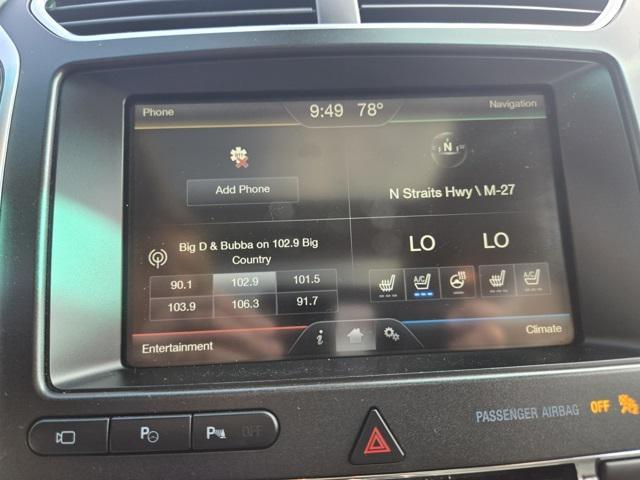 Phone
9:49 78°
Navigation
N
Add Phone
N Straits Hwy \ M-27
Big D & Bubba on 102.9 Big
Country
LO LO
90.1 102.9 101.5
103.9 106.3 91.7
A/C
A/C
Entertainment
i
Climate
P
P
OFF
PASSENGER AIRBAG OFF